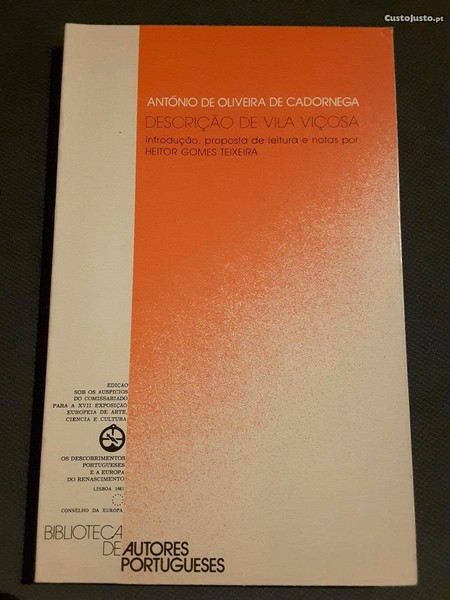 CustoJusto.pt
ANTÓNIO DE OLIVEIRA DE CADORNEGA
DESCRIÇÃO DE VILA VIÇOSA
Introdução, proposta de leitura e notas por
HEITOR GOMES TEIXEIRA
EDIÇÃO
SOB OS AUSPÍCIOS
DO COMISSARIADO
PARA A XVII EXPOSIÇÃO
EUROPEIA DE ARTE,
CIÊNCIA E CULTURA
OS DESCOBRIMENTOS
PORTUGUESES
E A EUROPA
DO RENASCIMENTO
LISBOA 1983
CONSELHO DA EUROPA
BIBLIOTECA
DE AUTORES
PORTUGUESES